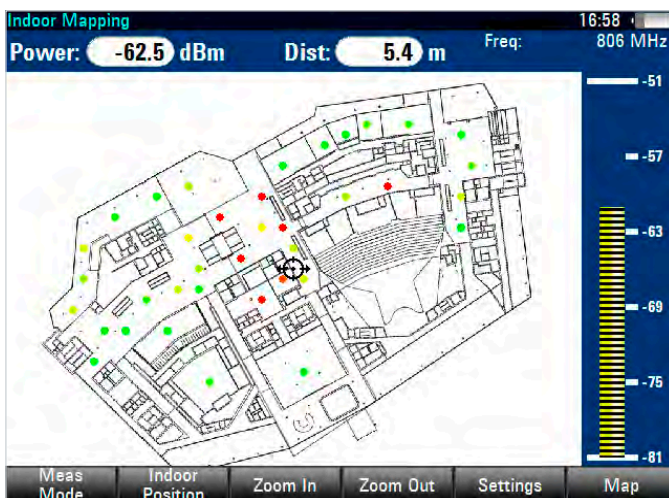 Indoor Mapping 16:58
Power: -62.5 dBm Dist: 5.4 m Freq: 806 MHz
-51
-57
-63
-69
-75
-81
Meas Mode Indoor Position Zoom In Zoom Out Settings Map